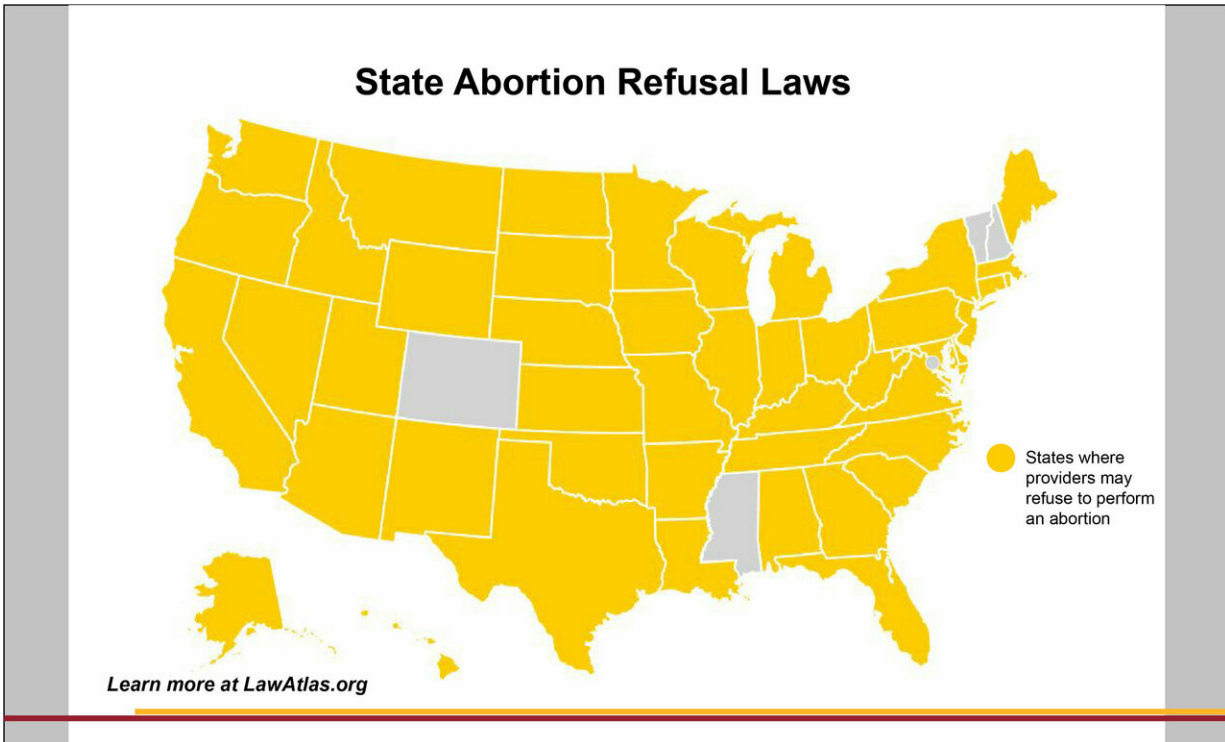 State Abortion Refusal Laws
States where
providers may
refuse to perform
an abortion
Learn more at LawAtlas.org